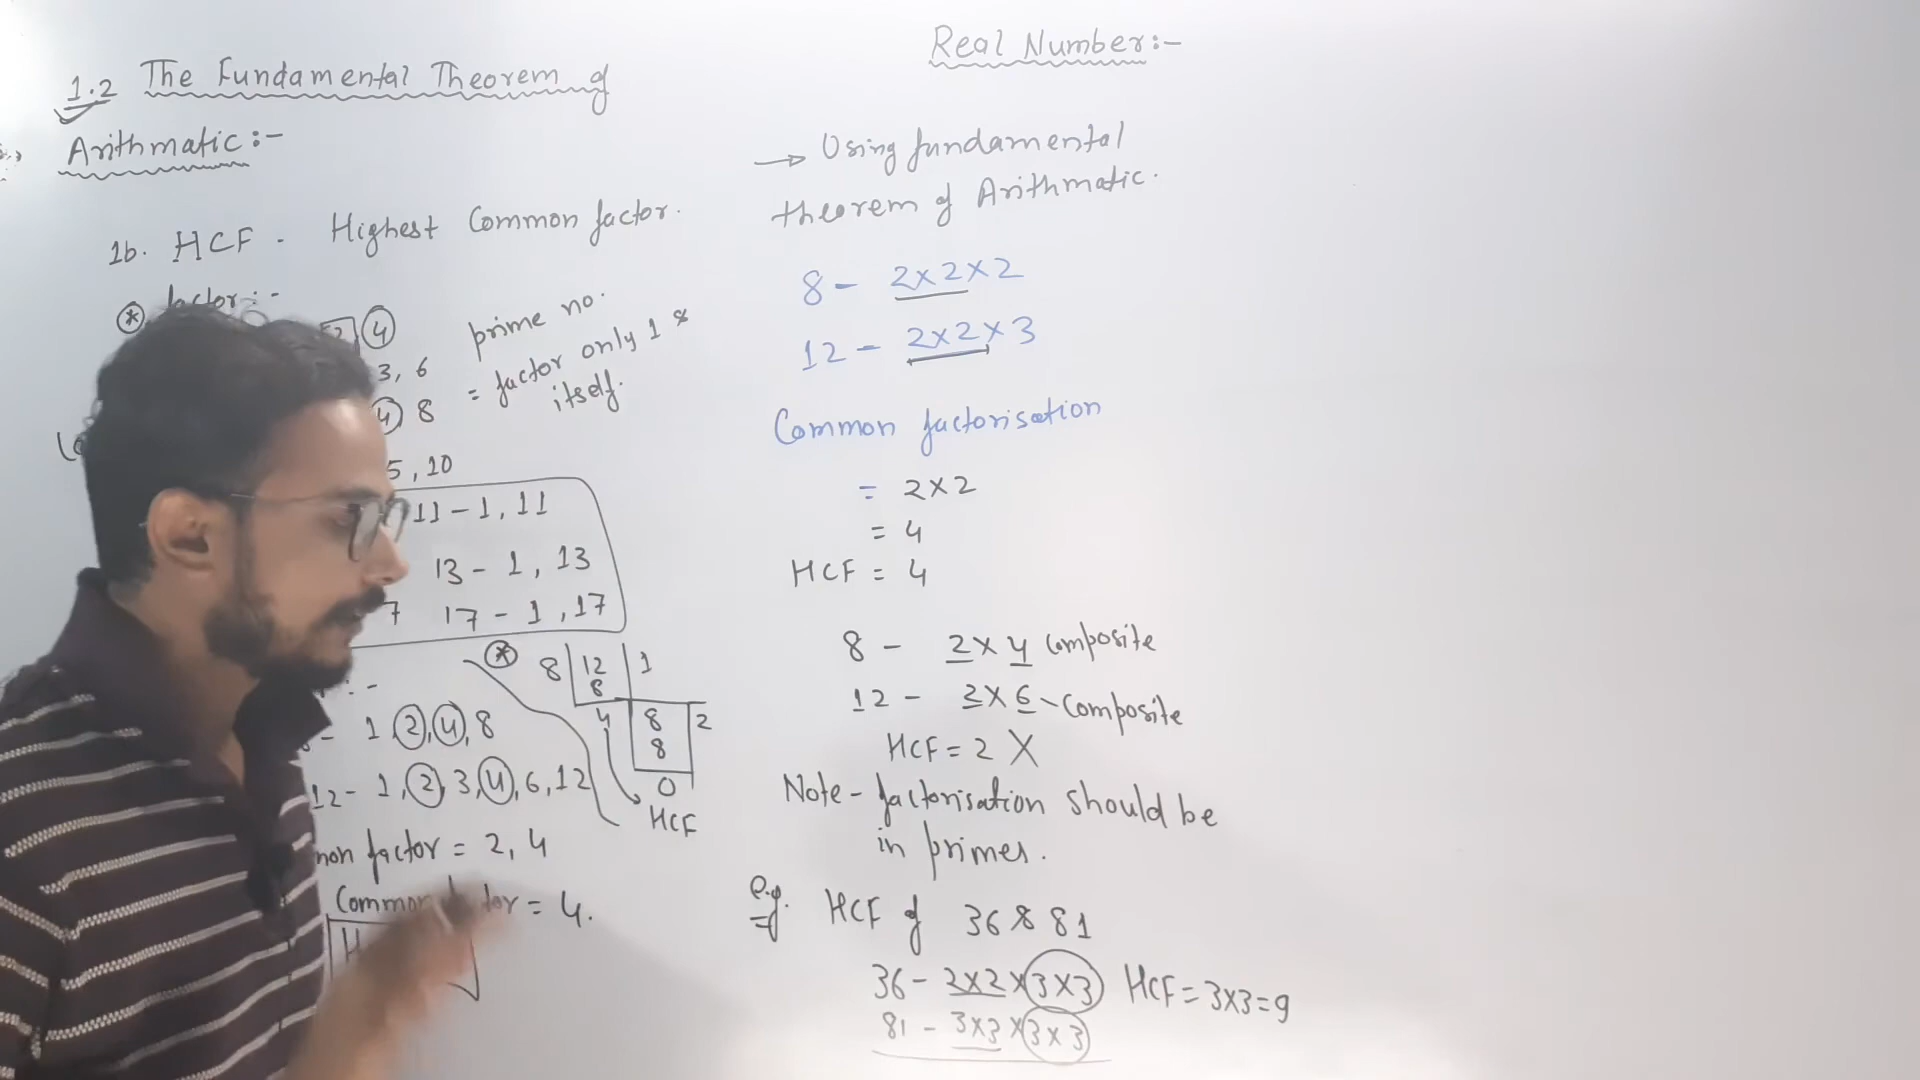 Real Number:-
1.2 The Fundamental Theorem of
Arithmatic:-
1b. HCF - Highest Common factor.
* factor:-
4
3, 6
4 8
5, 10
prime no.
= factor only 1 &
itself.
11 - 1, 11
13 - 1, 13
7 17 - 1, 17
1, 2, 4, 8
12 - 1, 2, 3, 4, 6, 12
factor = 2, 4
Common = 4.
*
8 12 1
8
4 8 2
8
0
HCF
→ Using fundamental
theorem of Arithmatic.
8 - 2×2×2
12 - 2×2×3
Common factorisation
= 2×2
= 4
HCF = 4
8 - 2×4 Composite
12 - 2×6 - Composite
HCF = 2 X
Note - factorisation should be
in primes.
e.g. HCF of 36 & 81
36 - 2×2×3×3 HCF = 3×3=9
81 - 3×3×3×3